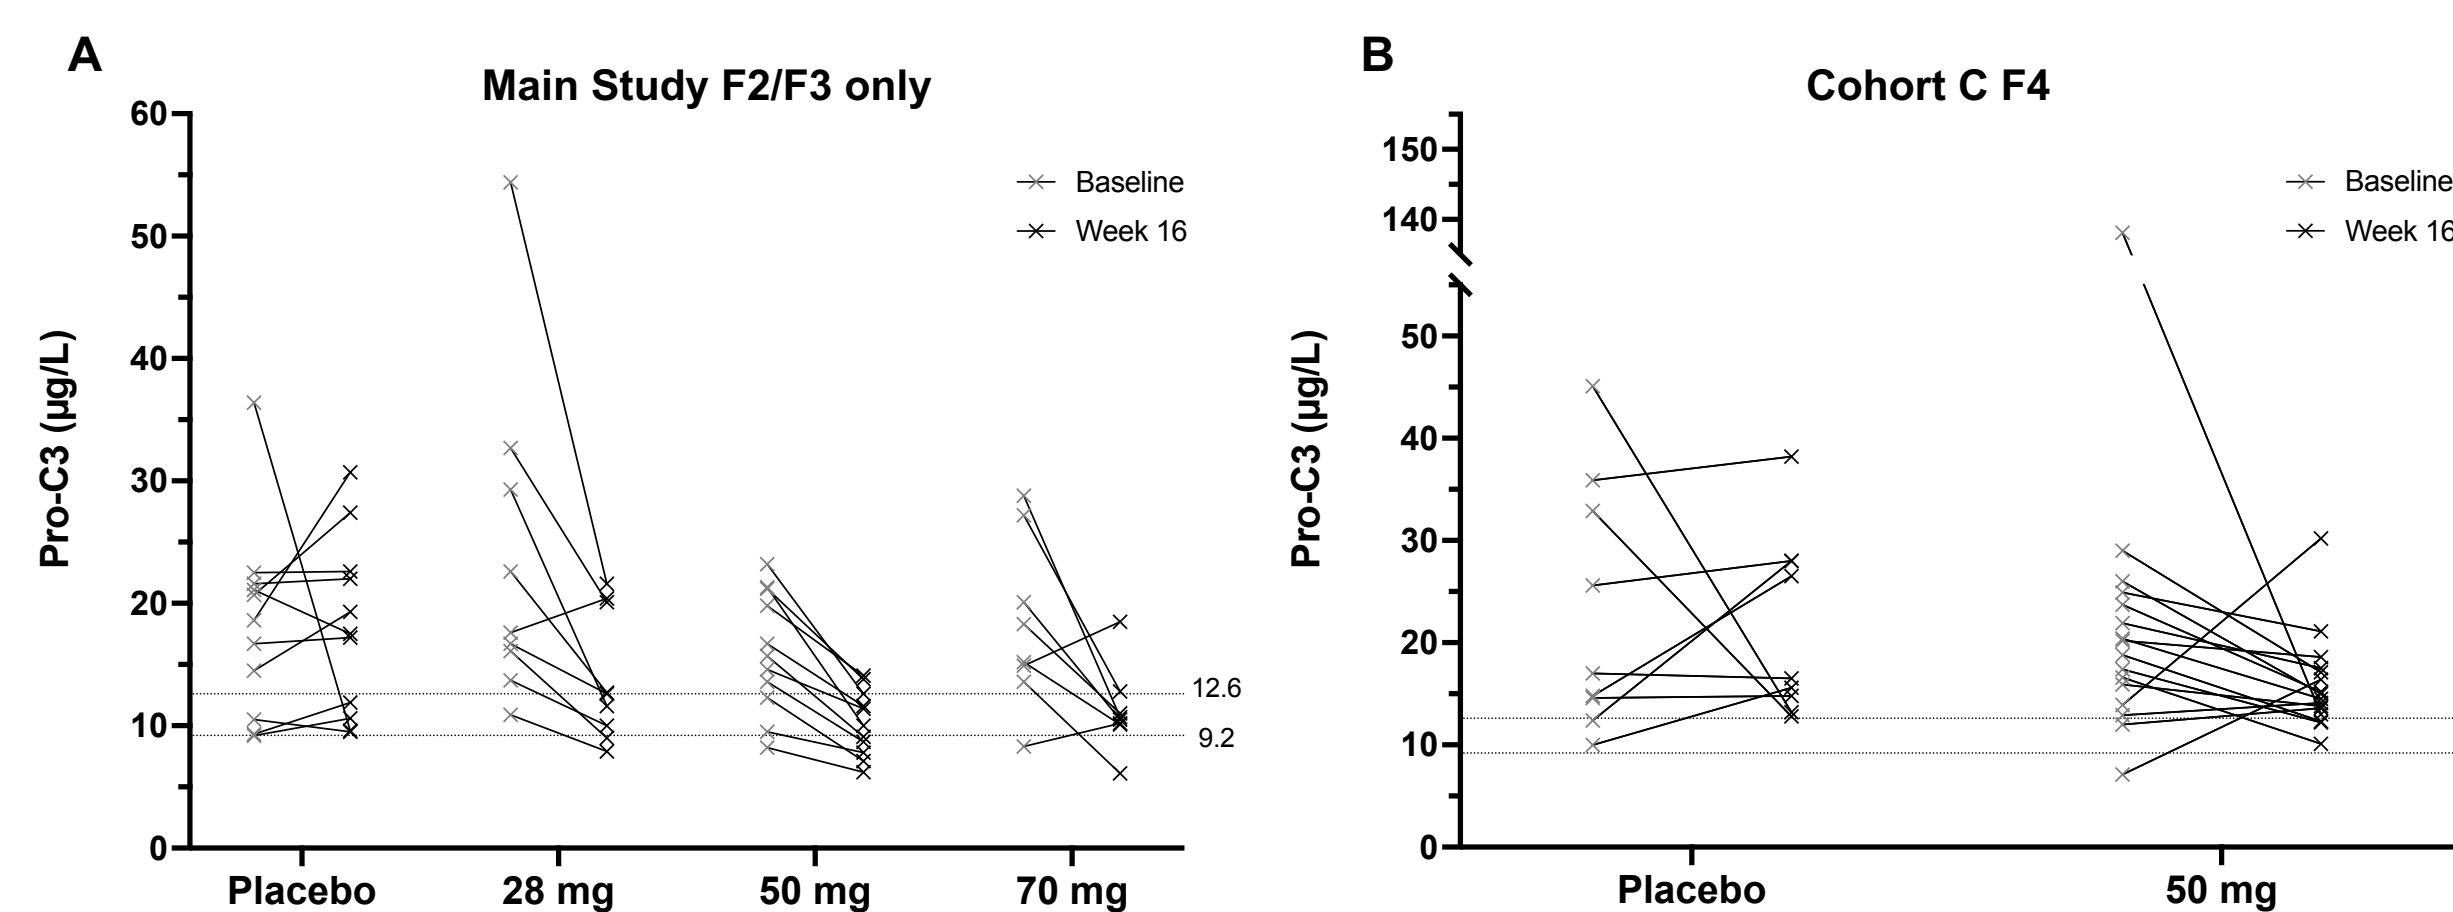 A
Main Study F2/F3 only
Pro-C3 (µg/L)
60
50
40
30
20
10
0
Baseline
Week 16
12.6
9.2
Placebo
28 mg
50 mg
70 mg
B
Cohort C F4
Pro-C3 (µg/L)
150
140
50
40
30
20
10
0
Baseline
Week 16
Placebo
50 mg